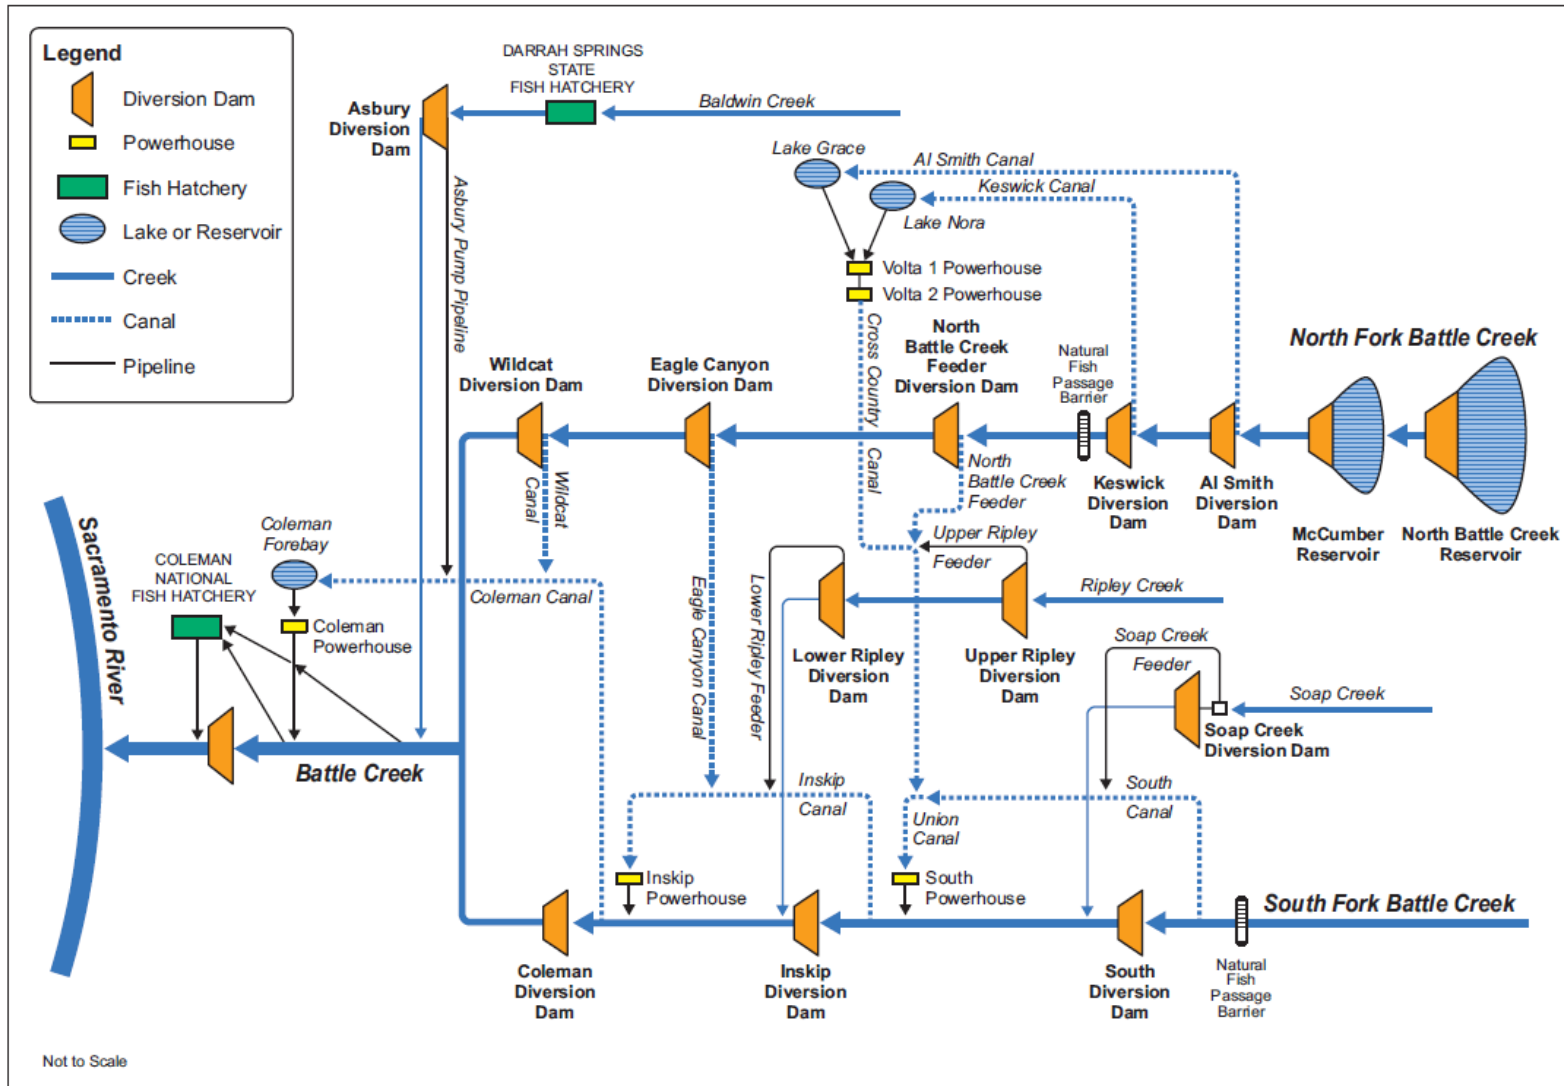 Legend
Diversion Dam
Powerhouse
Fish Hatchery
Lake or Reservoir
Creek
Canal
Pipeline
DARRAH SPRINGS
STATE
FISH HATCHERY
Asbury
Diversion
Dam
Baldwin Creek
Asbury Pump Pipeline
Lake Grace
Al Smith Canal
Keswick Canal
Lake Nora
Volta 1 Powerhouse
Volta 2 Powerhouse
Cross Country Canal
Wildcat
Diversion Dam
Eagle Canyon
Diversion Dam
North
Battle Creek
Feeder
Diversion Dam
Natural
Fish
Passage
Barrier
North Fork Battle Creek
Wildcat
Canal
North
Battle Creek
Feeder
Keswick
Diversion
Dam
Al Smith
Diversion
Dam
McCumber
Reservoir
North Battle Creek
Reservoir
Sacramento River
COLEMAN
NATIONAL
FISH HATCHERY
Coleman
Forebay
Coleman
Powerhouse
Coleman Canal
Eagle Canyon Canal
Lower Ripley Feeder
Upper Ripley
Feeder
Ripley Creek
Lower Ripley
Diversion
Dam
Upper Ripley
Diversion
Dam
Soap Creek
Feeder
Soap Creek
Soap Creek
Diversion Dam
Battle Creek
Inskip
Canal
Union
Canal
South
Canal
Inskip
Powerhouse
South
Powerhouse
South Fork Battle Creek
Coleman
Diversion
Dam
Inskip
Diversion
Dam
South
Diversion
Dam
Natural
Fish
Passage
Barrier
Not to Scale